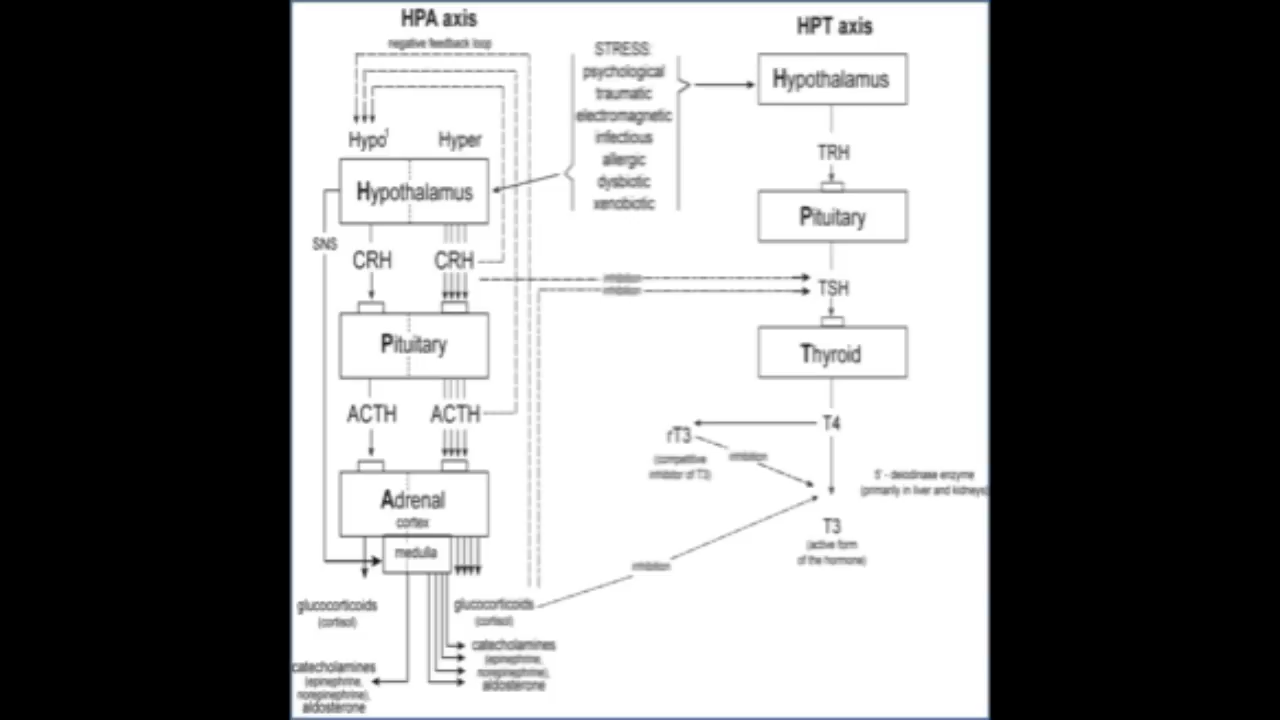 HPA axis
negative feedback loop
Hypo¹
Hyper
Hypothalamus
SNS
CRH
CRH
Pituitary
ACTH
ACTH
Adrenal
cortex
medulla
glucocorticoids
(cortisol)
catecholamines
(epinephrine,
norepinephrine),
aldosterone
glucocorticoids
(cortisol)
catecholamines
(epinephrine,
norepinephrine),
aldosterone
STRESS:
psychological
traumatic
electromagnetic
infectious
allergic
dysbiotic
xenobiotic
inhibition
inhibition
HPT axis
Hypothalamus
TRH
Pituitary
TSH
Thyroid
T4
rT3
(competitive
inhibitor of T3)
inhibition
5' - deiodinase enzyme
(primarily in liver and kidneys)
T3
(active form
of the hormone)
inhibition